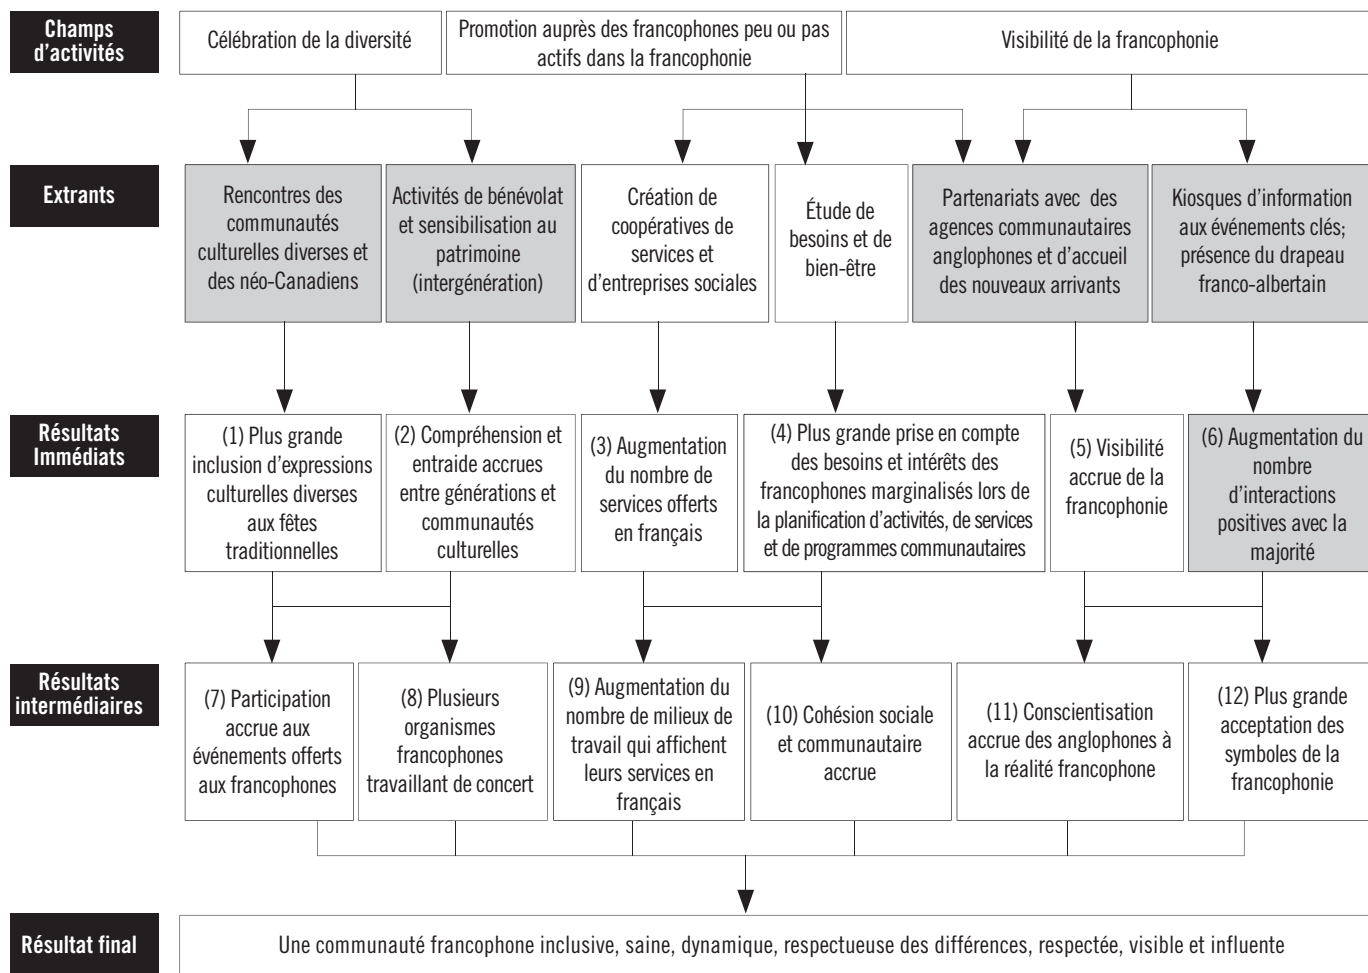 Champs
d'activités
Célébration de la diversité
Promotion auprès des francophones peu ou pas
actifs dans la francophonie
Visibilité de la francophonie
Extrants
Rencontres des
communautés
culturelles diverses et
des néo-Canadiens
Activités de bénévolat
et sensibilisation au
patrimoine
(intergénération)
Création de
coopératives de
services et
d'entreprises sociales
Étude de
besoins et de
bien-être
Partenariats avec des
agences communautaires
anglophones et d'accueil
des nouveaux arrivants
Kiosques d'information
aux événements clés;
présence du drapeau
franco-albertain
Résultats
Immédiats
(1) Plus grande
inclusion d'expressions
culturelles diverses
aux fêtes
traditionnelles
(2) Compréhension et
entraide accrues
entre générations et
communautés
culturelles
(3) Augmentation
du nombre de
services offerts
en français
(4) Plus grande prise en compte
des besoins et intérêts des
francophones marginalisés lors de
la planification d'activités, de services
et de programmes communautaires
(5) Visibilité
accrue de la
francophonie
(6) Augmentation du
nombre
d'interactions
positives avec la
majorité
Résultats
intermédiaires
(7) Participation
accrue aux
événements offerts
aux francophones
(8) Plusieurs
organismes
francophones
travaillant de concert
(9) Augmentation du
nombre de milieux de
travail qui affichent
leurs services en
français
(10) Cohésion sociale
et communautaire
accrue
(11) Conscientisation
accrue des anglophones à
la réalité francophone
(12) Plus grande
acceptation des
symboles de la
francophonie
Résultat final
Une communauté francophone inclusive, saine, dynamique, respectueuse des différences, respectée, visible et influente